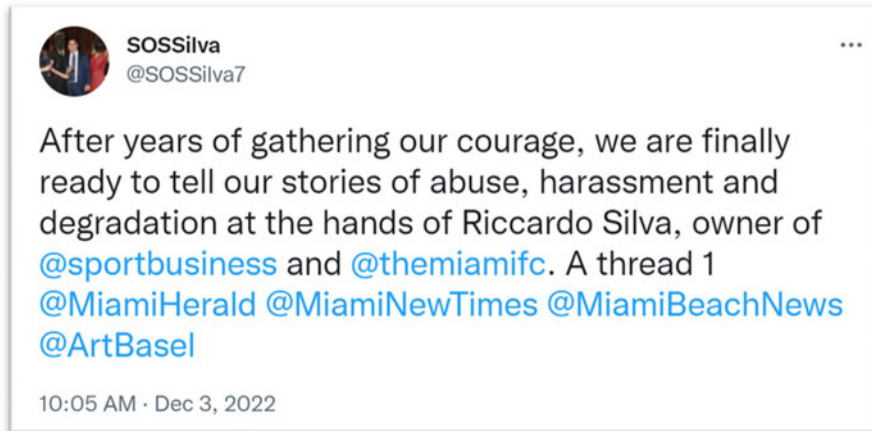 SOSSilva
@SOSSilva7
After years of gathering our courage, we are finally
ready to tell our stories of abuse, harassment and
degradation at the hands of Riccardo Silva, owner of
@sportbusiness and @themiamifc. A thread 1
@MiamiHerald @MiamiNewTimes @MiamiBeachNews
@ArtBasel
10:05 AM · Dec 3, 2022